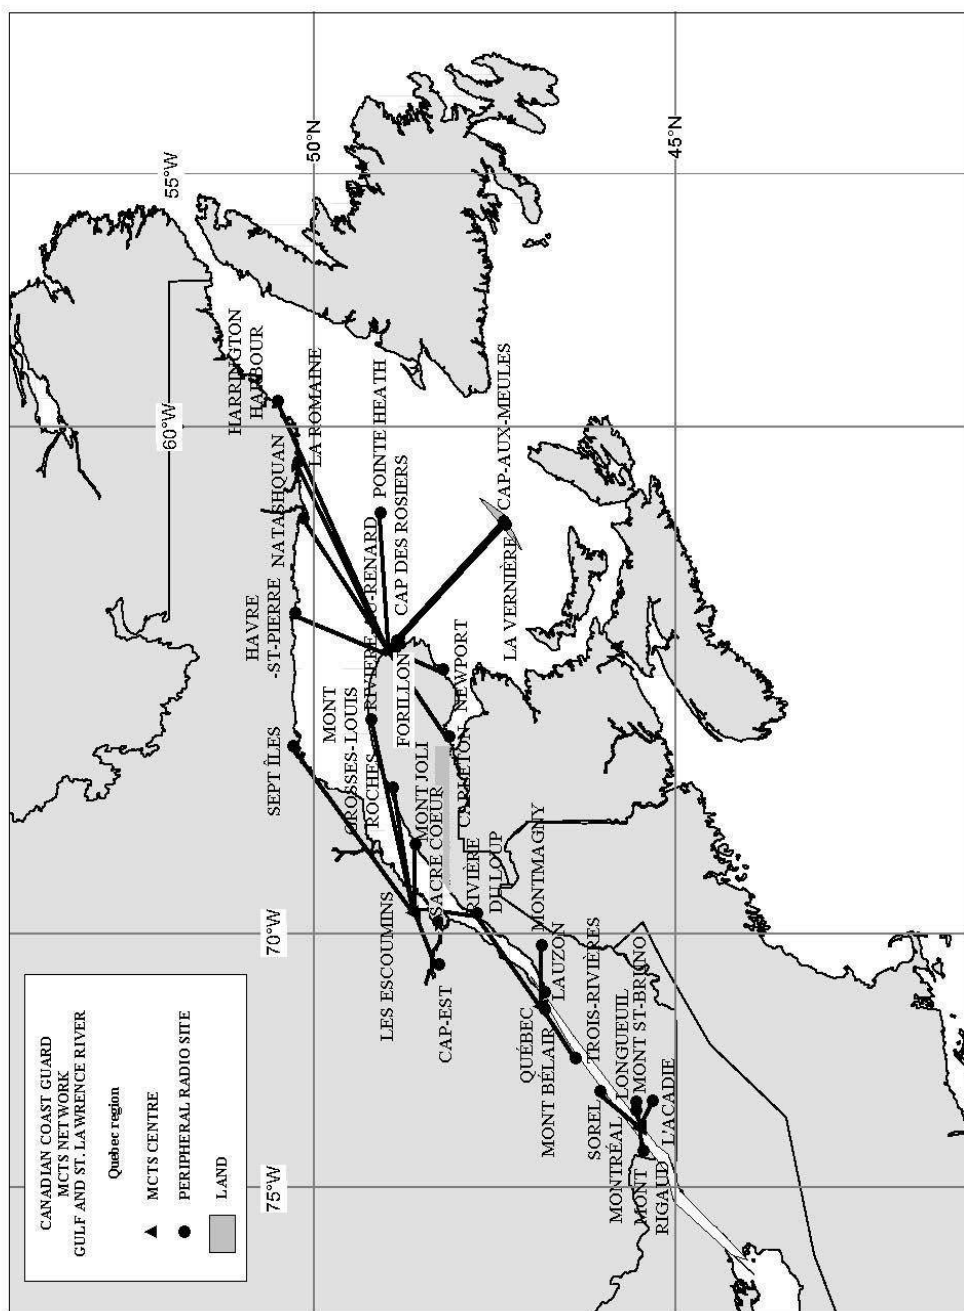 CANADIAN COAST GUARD
MCTS NETWORK
GULF AND ST. LAWRENCE RIVER
Quebec region
MCTS CENTRE
PERIPHERAL RADIO SITE
LAND
75°W
70°W
60°W
55°W
50°N
45°N
HARRINGTON
HARBOUR
LA ROMAINE
NATASHQUAN
HAVRE
-ST-PIERRE
SEPT ÎLES
POINTE HEATH
CAP DES ROSIERS
CAP-AUX-MEULES
LA VERNIÈRE
RIVIÈRE
-RENARD
FORILLON
NEWPORT
CARLETON
MONT
-LOUIS
GROSSES-
ROCHES
MONT JOLI
SACRE COEUR
LES ESCOUMINS
CAP-EST
RIVIÈRE
DU LOUP
MONTMAGNY
LAUZON
QUÉBEC
MONT BÉLAIR
TROIS-RIVIÈRES
SOREL
LONGUEUIL
MONT ST-BRUNO
MONTRÉAL
L'ACADIE
MONT
RIGAUD